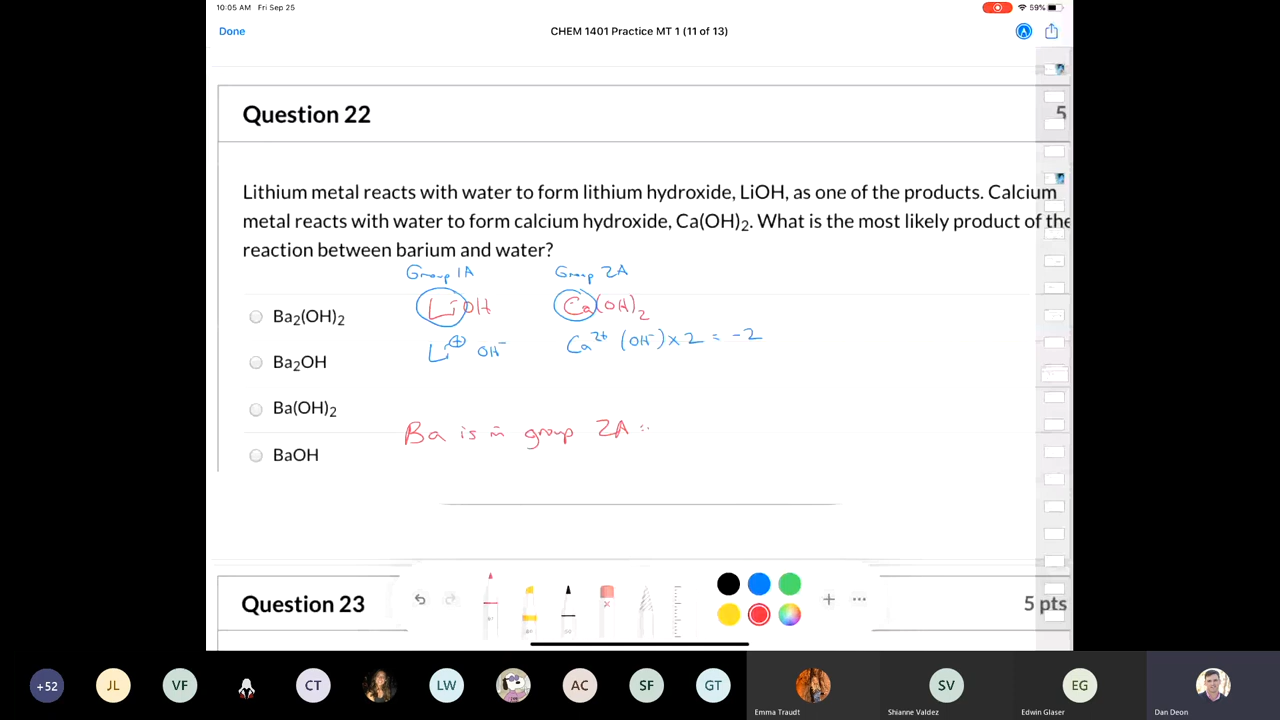 10:05 AM Fri Sep 25
59%
Done
CHEM 1401 Practice MT 1 (11 of 13)
Question 22
5
Lithium metal reacts with water to form lithium hydroxide, LiOH, as one of the products. Calcium
metal reacts with water to form calcium hydroxide, Ca(OH)₂. What is the most likely product of the
reaction between barium and water?
Group 1A Group 2A
LiOH Ca(OH)₂
Li⁺ OH⁻ Ca²⁺ (OH⁻) x 2 = -2
Ba₂(OH)₂
Ba₂OH
Ba(OH)₂
Ba is in group 2A
BaOH
Question 23
5 pts
+52
JL
VF
CT
LW
AC
SF
GT
SV
EG
Emma Traudt
Shianne Valdez
Edwin Glaser
Dan Deon